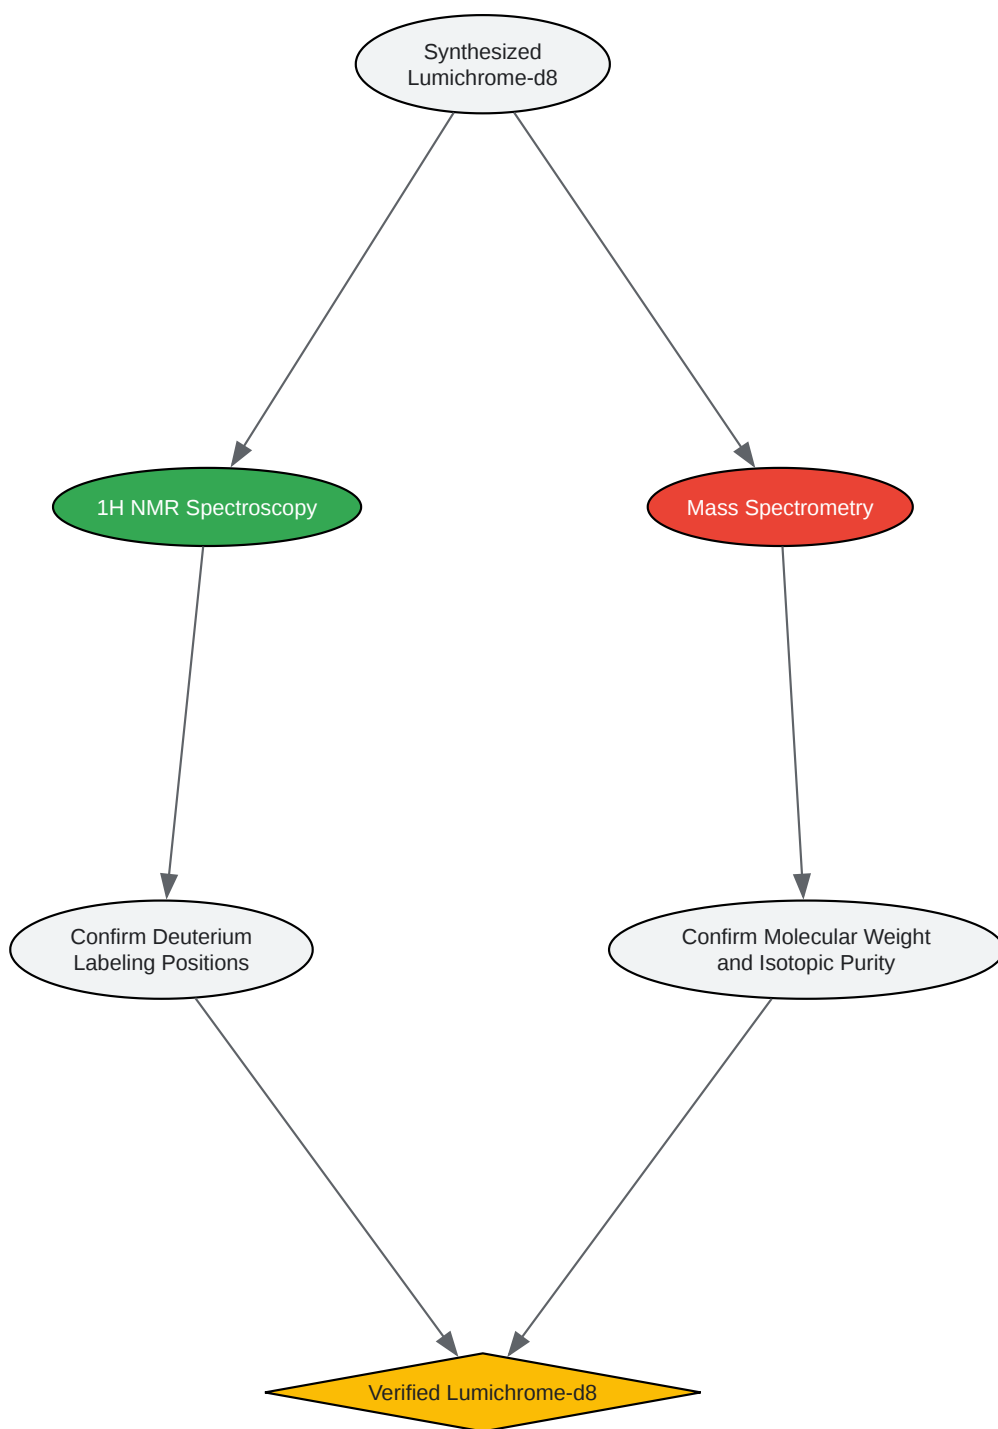 Synthesized
Lumichrome-d8
1H NMR Spectroscopy
Mass Spectrometry
Confirm Deuterium
Labeling Positions
Confirm Molecular Weight
and Isotopic Purity
Verified Lumichrome-d8